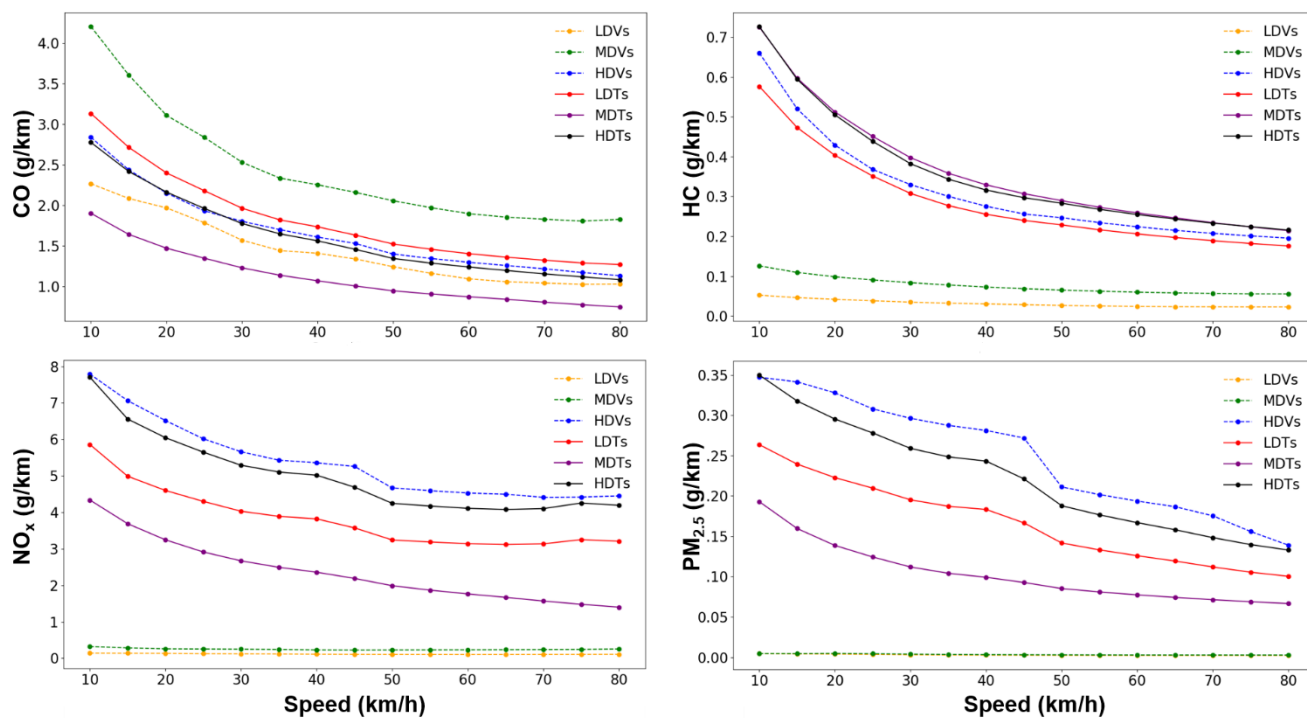 CO (g/km)
4.0
3.5
3.0
2.5
2.0
1.5
1.0
LDVs
MDVs
HDVs
LDTs
MDTs
HDTs
10 20 30 40 50 60 70 80
HC (g/km)
0.7
0.6
0.5
0.4
0.3
0.2
0.1
0.0
LDVs
MDVs
HDVs
LDTs
MDTs
HDTs
10 20 30 40 50 60 70 80
NOx (g/km)
8
7
6
5
4
3
2
1
0
LDVs
MDVs
HDVs
LDTs
MDTs
HDTs
10 20 30 40 50 60 70 80
Speed (km/h)
PM2.5 (g/km)
0.35
0.30
0.25
0.20
0.15
0.10
0.05
0.00
LDVs
MDVs
HDVs
LDTs
MDTs
HDTs
10 20 30 40 50 60 70 80
Speed (km/h)